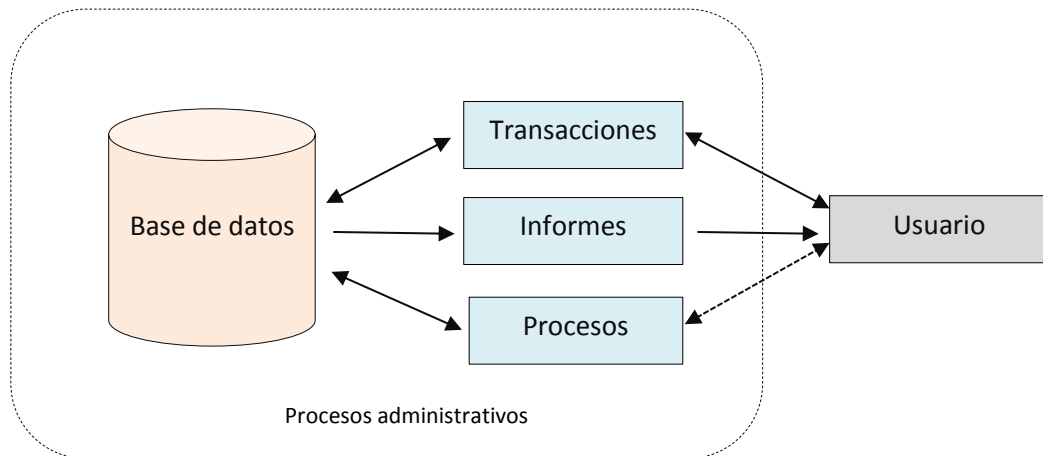 Transacciones
Base de datos
Informes
Usuario
Procesos
Procesos administrativos